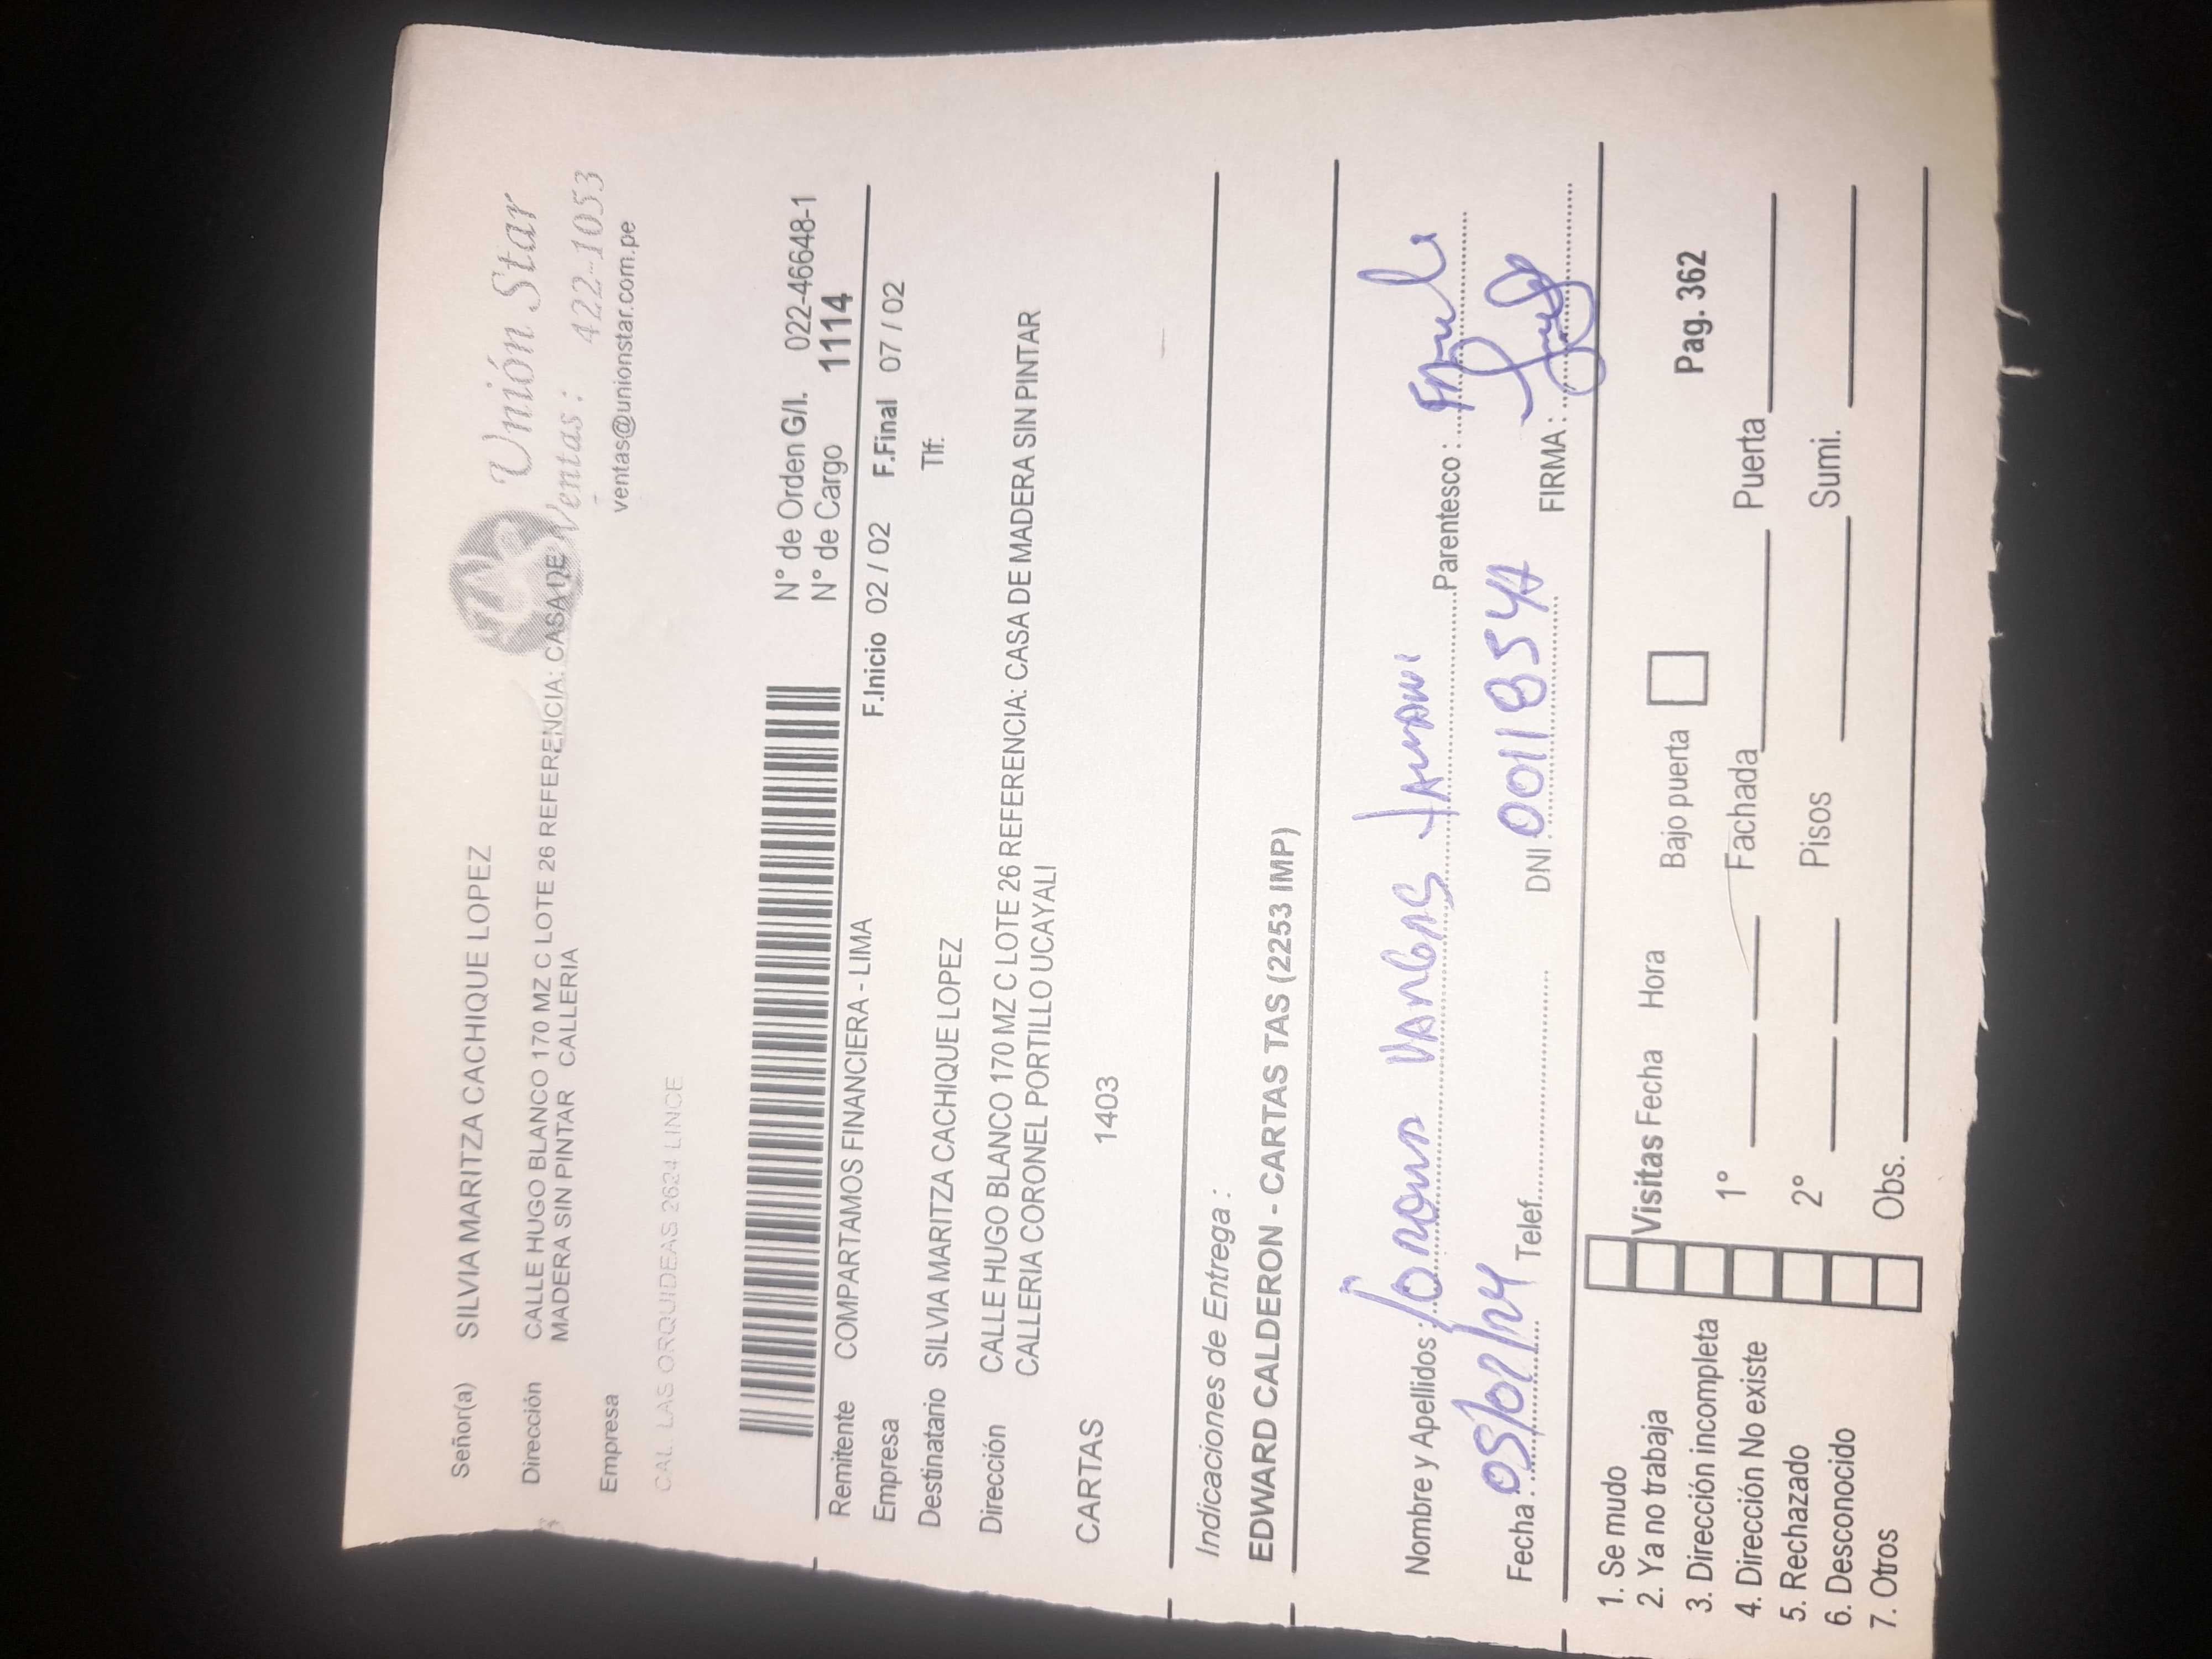 Señor(a) SILVIA MARITZA CACHIQUE LOPEZ
Unión Star
Dirección CALLE HUGO BLANCO 170 MZ C LOTE 26 REFERENCIA: CASA DE
MADERA SIN PINTAR CALLERIA
Ventas: 422-1053
ventas@unionstar.com.pe
Empresa
CAL. LAS ORQUIDEAS 2624 LINCE
N° de Orden G/I. 022-46648-1
N° de Cargo 1114
Remitente COMPARTAMOS FINANCIERA - LIMA
F.Inicio 02 / 02 F.Final 07 / 02
Empresa
Tlf:
Destinatario SILVIA MARITZA CACHIQUE LOPEZ
Dirección CALLE HUGO BLANCO 170 MZ C LOTE 26 REFERENCIA: CASA DE MADERA SIN PINTAR
CALLERIA CORONEL PORTILLO UCAYALI
CARTAS 1403
Indicaciones de Entrega :
EDWARD CALDERON - CARTAS TAS (2253 IMP)
Nombre y Apellidos : VARGAS Parentesco :
Fecha : 05/02/24 Telef. DNI FIRMA :
1. Se mudo
2. Ya no trabaja
3. Dirección incompleta
4. Dirección No existe
5. Rechazado
6. Desconocido
7. Otros
Visitas Fecha Hora Bajo puerta Pag. 362
1° Fachada Puerta
2° Pisos Sumi.
Obs.